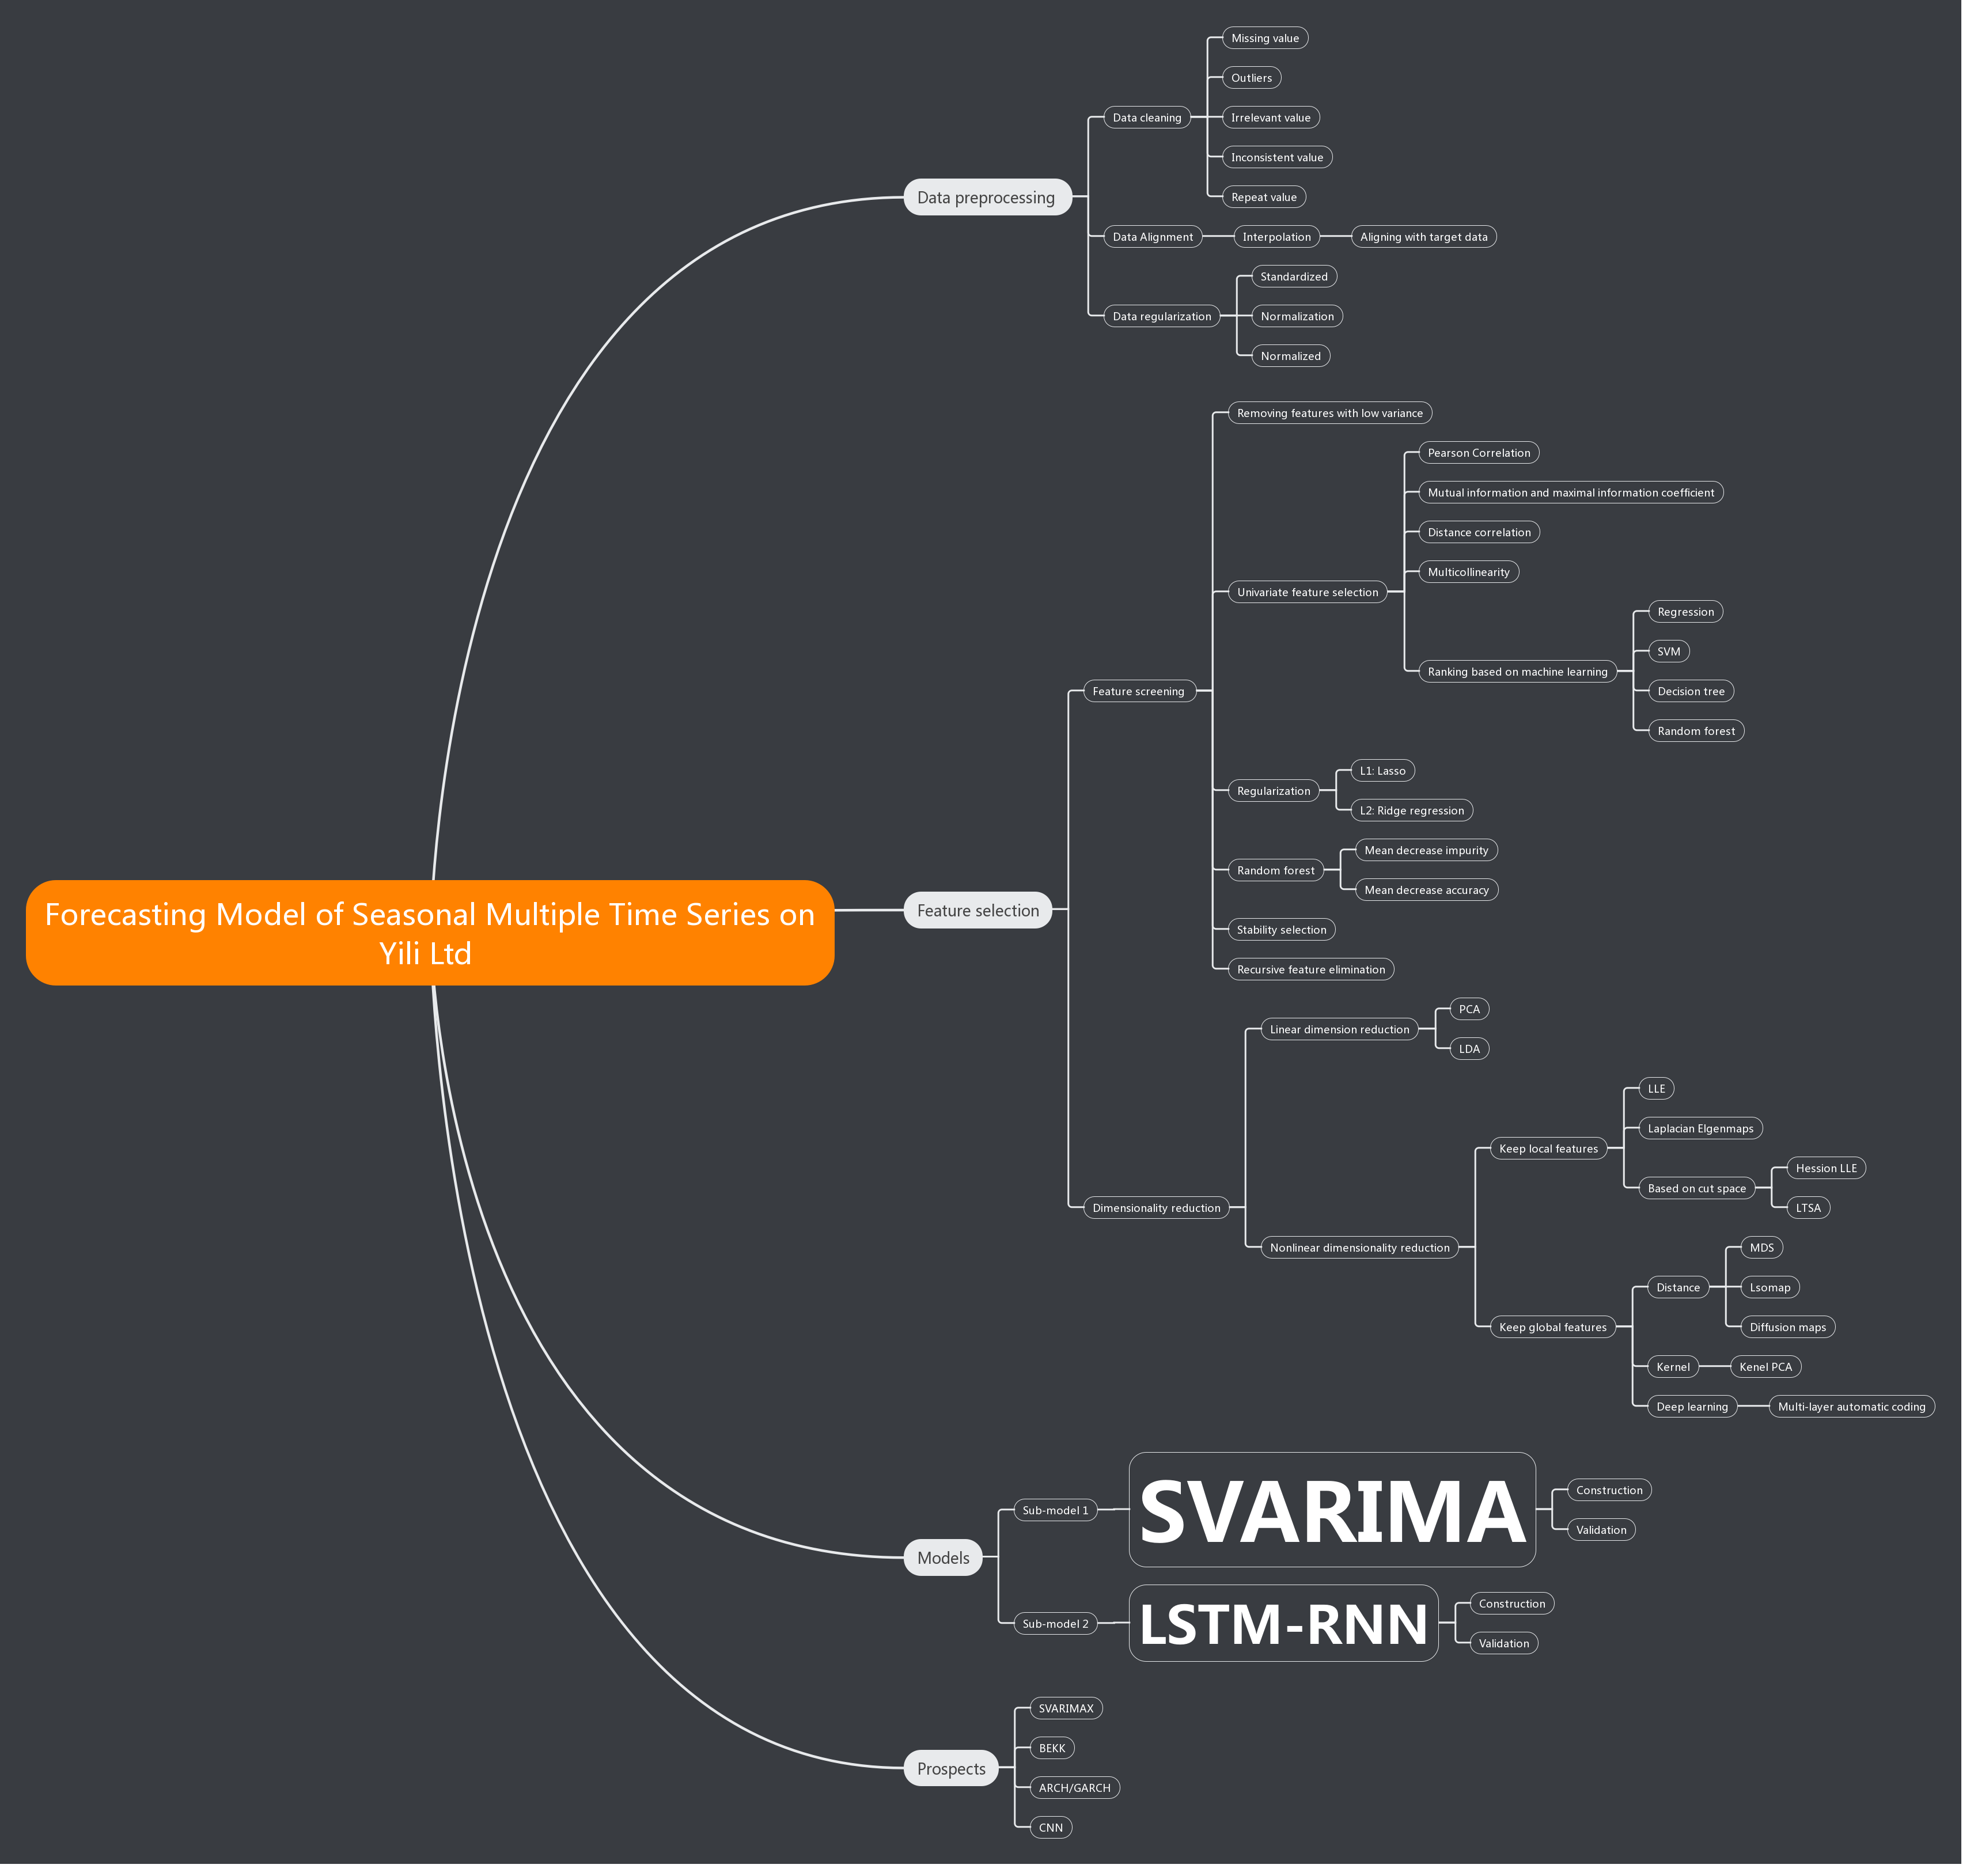 Forecasting Model of Seasonal Multiple Time Series on
Yili Ltd
Data preprocessing
Data cleaning
Missing value
Outliers
Irrelevant value
Inconsistent value
Repeat value
Data Alignment
Interpolation
Aligning with target data
Data regularization
Standardized
Normalization
Normalized
Feature selection
Feature screening
Removing features with low variance
Univariate feature selection
Pearson Correlation
Mutual information and maximal information coefficient
Distance correlation
Multicollinearity
Ranking based on machine learning
Regression
SVM
Decision tree
Random forest
Regularization
L1: Lasso
L2: Ridge regression
Random forest
Mean decrease impurity
Mean decrease accuracy
Stability selection
Recursive feature elimination
Dimensionality reduction
Linear dimension reduction
PCA
LDA
Nonlinear dimensionality reduction
Keep local features
LLE
Laplacian Elgenmaps
Based on cut space
Hession LLE
LTSA
Keep global features
Distance
MDS
Lsomap
Diffusion maps
Kernel
Kenel PCA
Deep learning
Multi-layer automatic coding
Models
Sub-model 1
SVARIMA
Construction
Validation
Sub-model 2
LSTM-RNN
Construction
Validation
Prospects
SVARIMAX
BEKK
ARCH/GARCH
CNN